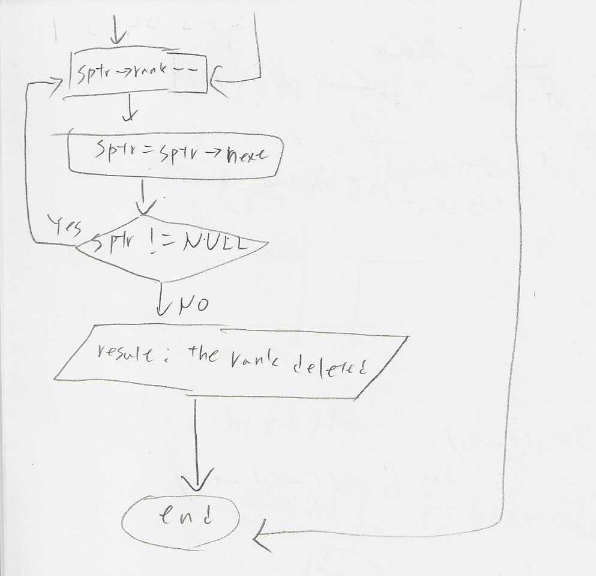 sptr→rank--
sptr=sptr→next
Yes
sptr != NULL
NO
result: the rank deleted
end